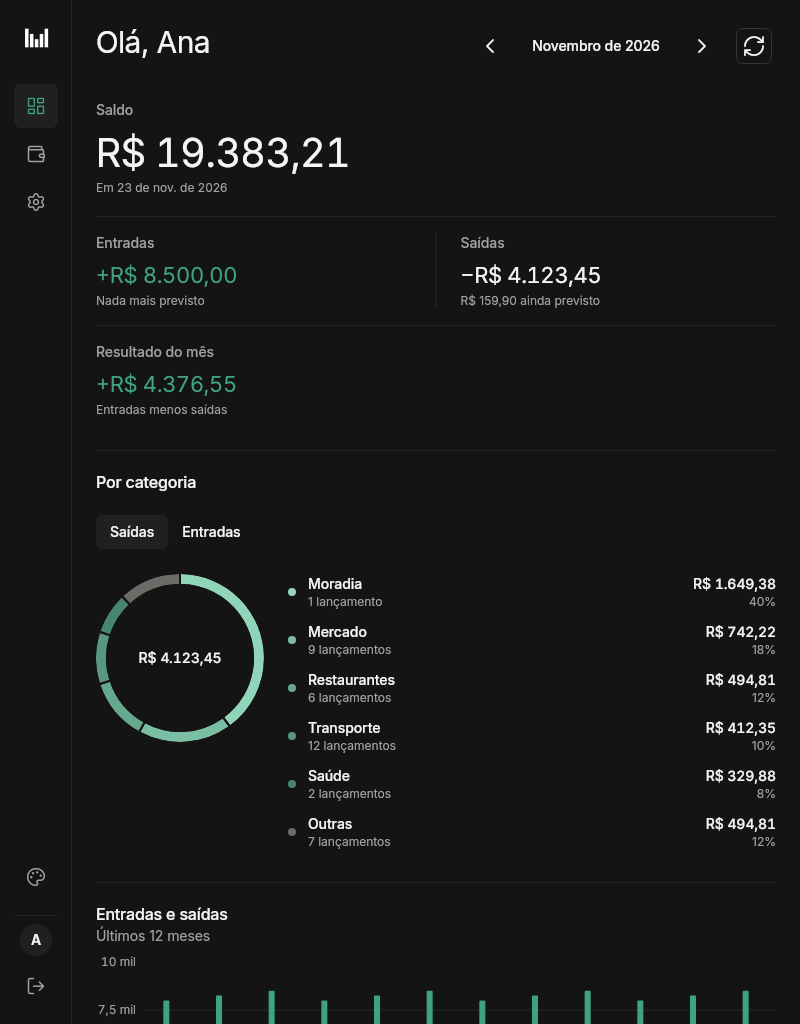 Olá, Ana
Novembro de 2026
Saldo
R$ 19.383,21
Em 23 de nov. de 2026
Entradas
+R$ 8.500,00
Nada mais previsto
Saídas
−R$ 4.123,45
R$ 159,90 ainda previsto
Resultado do mês
+R$ 4.376,55
Entradas menos saídas
Por categoria
Saídas Entradas
R$ 4.123,45
Moradia R$ 1.649,38
1 lançamento 40%
Mercado R$ 742,22
9 lançamentos 18%
Restaurantes R$ 494,81
6 lançamentos 12%
Transporte R$ 412,35
12 lançamentos 10%
Saúde R$ 329,88
2 lançamentos 8%
Outras R$ 494,81
7 lançamentos 12%
A
Entradas e saídas
Últimos 12 meses
10 mil
7,5 mil